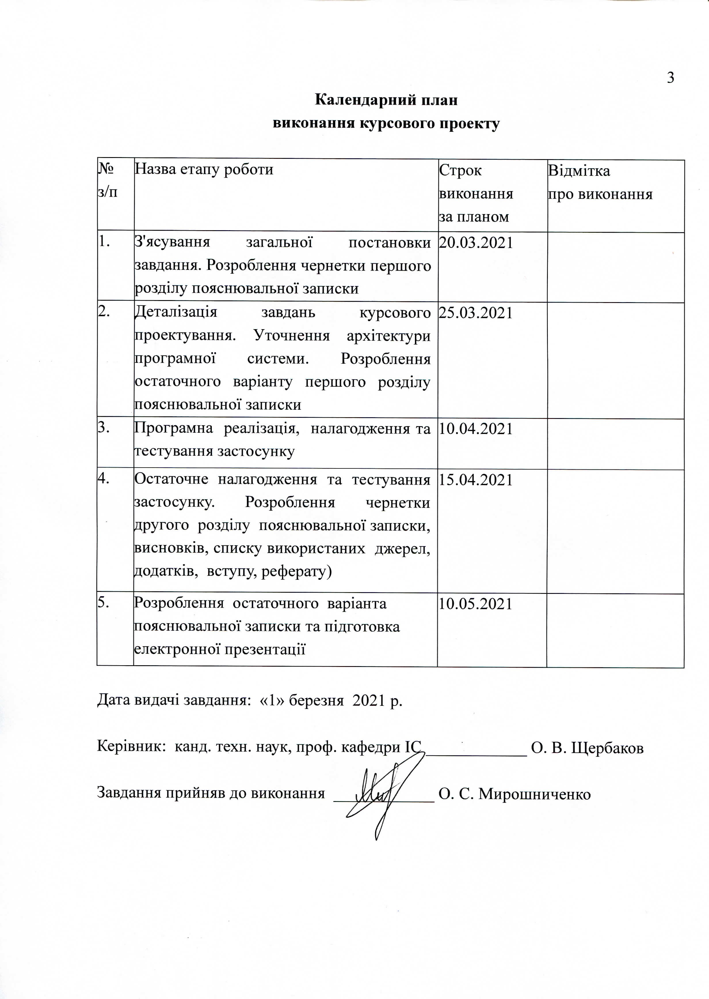 3
Календарний план
виконання курсового проекту
№
з/п
Назва етапу роботи
Строк
виконання
за планом
Відмітка
про виконання
1.
З'ясування загальної постановки
завдання. Розроблення чернетки першого
розділу пояснювальної записки
20.03.2021
2.
Деталізація завдань курсового
проектування. Уточнення архітектури
програмної системи. Розроблення
остаточного варіанту першого розділу
пояснювальної записки
25.03.2021
3.
Програмна реалізація, налагодження та
тестування застосунку
10.04.2021
4.
Остаточне налагодження та тестування
застосунку. Розроблення чернетки
другого розділу пояснювальної записки,
висновків, списку використаних джерел,
додатків, вступу, реферату)
15.04.2021
5.
Розроблення остаточного варіанта
пояснювальної записки та підготовка
електронної презентації
10.05.2021
Дата видачі завдання: «1» березня 2021 р.
Керівник: канд. техн. наук, проф. кафедри ІС ____________ О. В. Щербаков
Завдання прийняв до виконання ____________ О. С. Мирошниченко